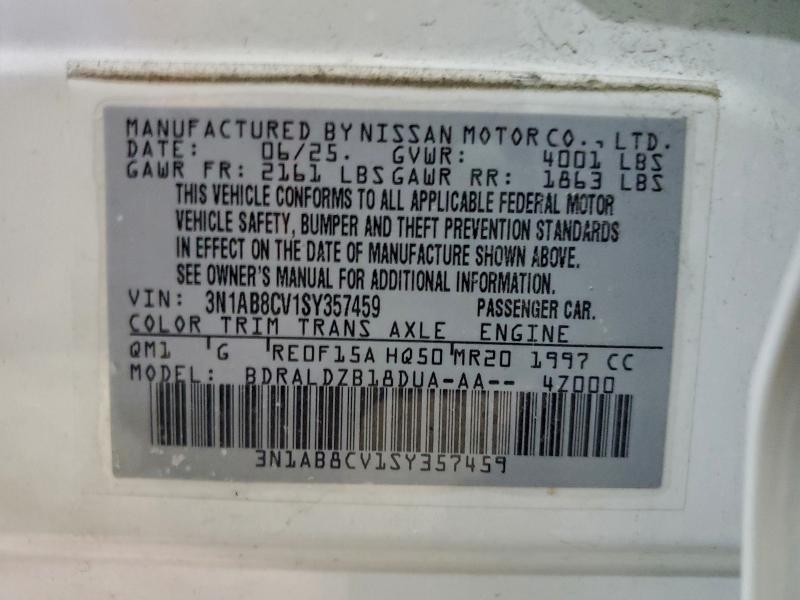 MANUFACTURED BY NISSAN MOTOR CO., LTD.
DATE: 06/25. GVWR: 4001 LBS
GAWR FR: 2161 LBS GAWR RR: 1863 LBS
THIS VEHICLE CONFORMS TO ALL APPLICABLE FEDERAL MOTOR
VEHICLE SAFETY, BUMPER AND THEFT PREVENTION STANDARDS
IN EFFECT ON THE DATE OF MANUFACTURE SHOWN ABOVE.
SEE OWNER'S MANUAL FOR ADDITIONAL INFORMATION.
VIN: 3N1AB8CV1SY357459 PASSENGER CAR.
COLOR TRIM TRANS AXLE ENGINE
QM1 G RE0F15A HQ50 MR20 1997 CC
MODEL: BDRALDZB18DUA-AA-- 4Z000
3N1AB8CV1SY357459